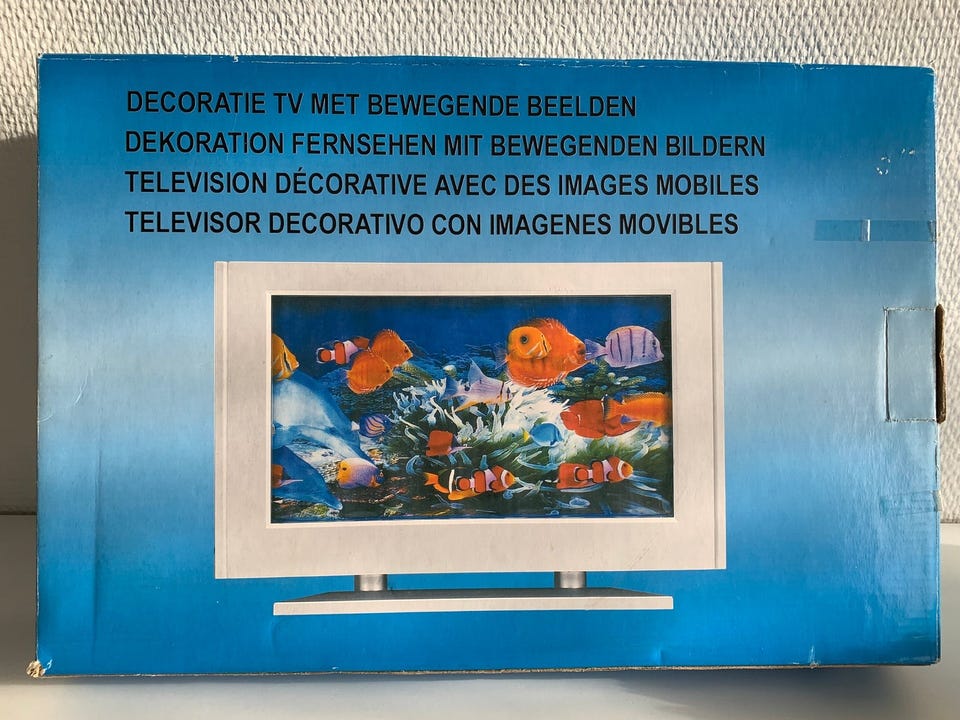 DECORATIE TV MET BEWEGENDE BEELDEN
DEKORATION FERNSEHEN MIT BEWEGENDEN BILDERN
TELEVISION DÉCORATIVE AVEC DES IMAGES MOBILES
TELEVISOR DECORATIVO CON IMAGENES MOVIBLES